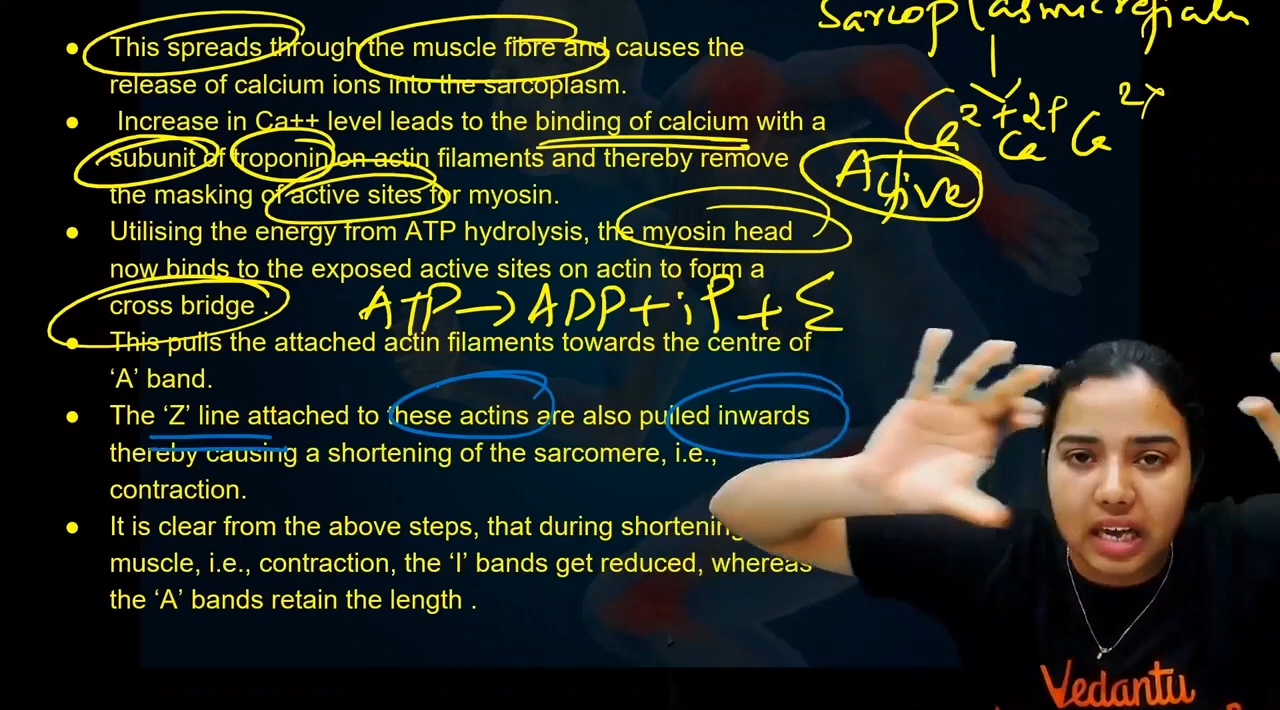 Sarcoplasmic
● This spreads through the muscle fibre and causes the
release of calcium ions into the sarcoplasm.
Ca²⁺
Ca
● Increase in Ca++ level leads to the binding of calcium with a
subunit of troponin on actin filaments and thereby remove
the masking of active sites for myosin.
Active
● Utilising the energy from ATP hydrolysis, the myosin head
now binds to the exposed active sites on actin to form a
cross bridge .
ATP → ADP + iP + Σ
● This pulls the attached actin filaments towards the centre of
‘A’ band.
● The ‘Z’ line attached to these actins are also pulled inwards
thereby causing a shortening of the sarcomere, i.e.,
contraction.
● It is clear from the above steps, that during shortening
muscle, i.e., contraction, the ‘I’ bands get reduced, whereas
the ‘A’ bands retain the length .
Vedantu